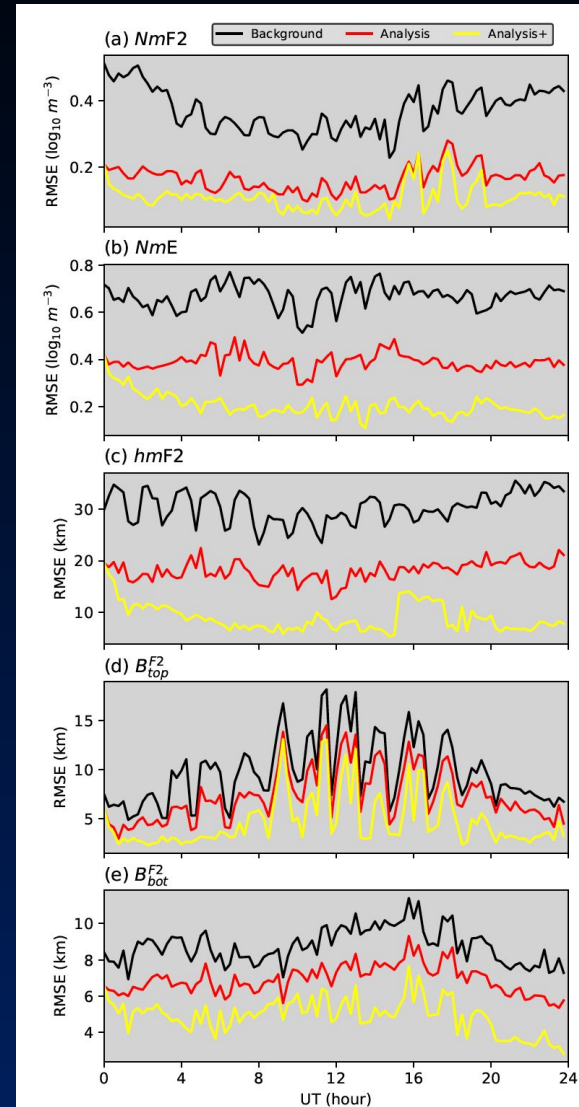 (a) NmF2
Background Analysis Analysis+
RMSE (log₁₀ m⁻³)
0.4
0.2
(b) NmE
RMSE (log₁₀ m⁻³)
0.8
0.6
0.4
0.2
(c) hmF2
RMSE (km)
30
20
10
(d) B_{top}^{F2}
RMSE (km)
15
10
5
(e) B_{bot}^{F2}
RMSE (km)
10
8
6
4
0 4 8 12 16 20 24
UT (hour)